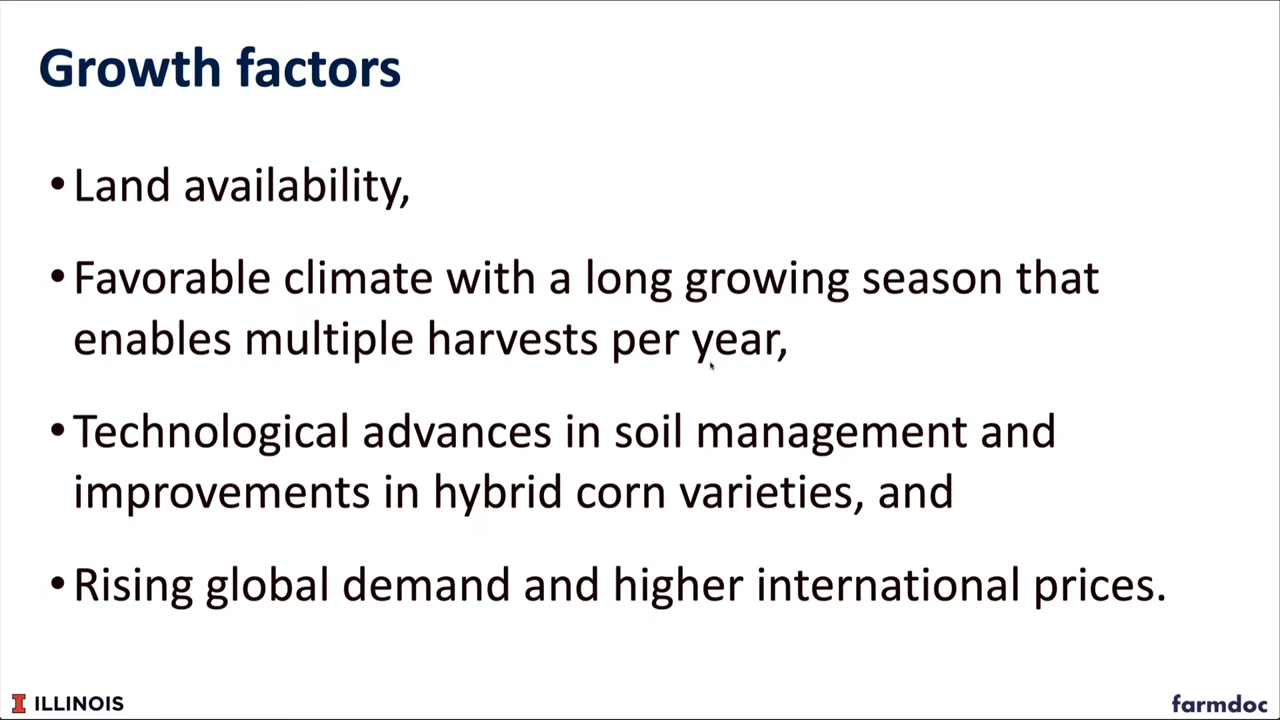 Growth factors
• Land availability,
• Favorable climate with a long growing season that
enables multiple harvests per year,
• Technological advances in soil management and
improvements in hybrid corn varieties, and
• Rising global demand and higher international prices.
I ILLINOIS
farmdoc